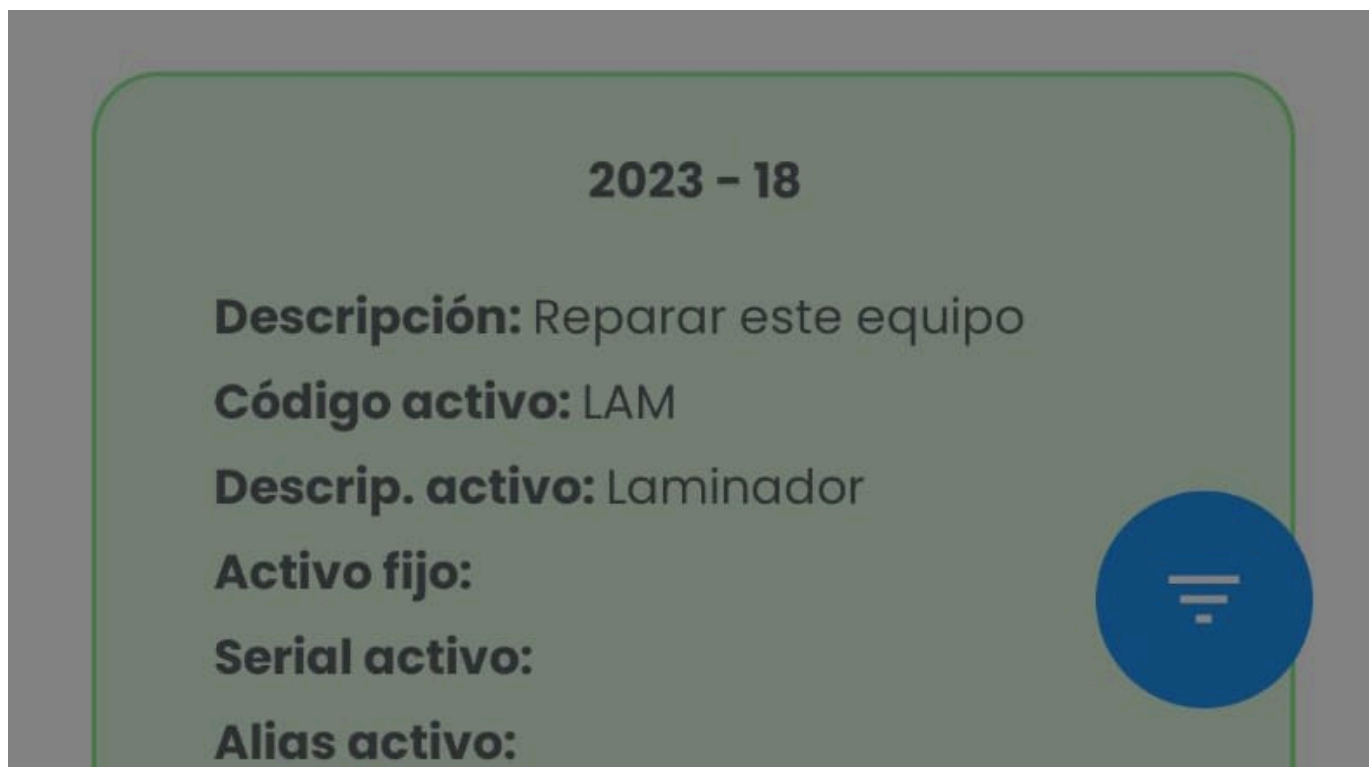 2023 - 18
Descripción: Reparar este equipo
Código activo: LAM
Descrip. activo: Laminador
Activo fijo:
Serial activo:
Alias activo: